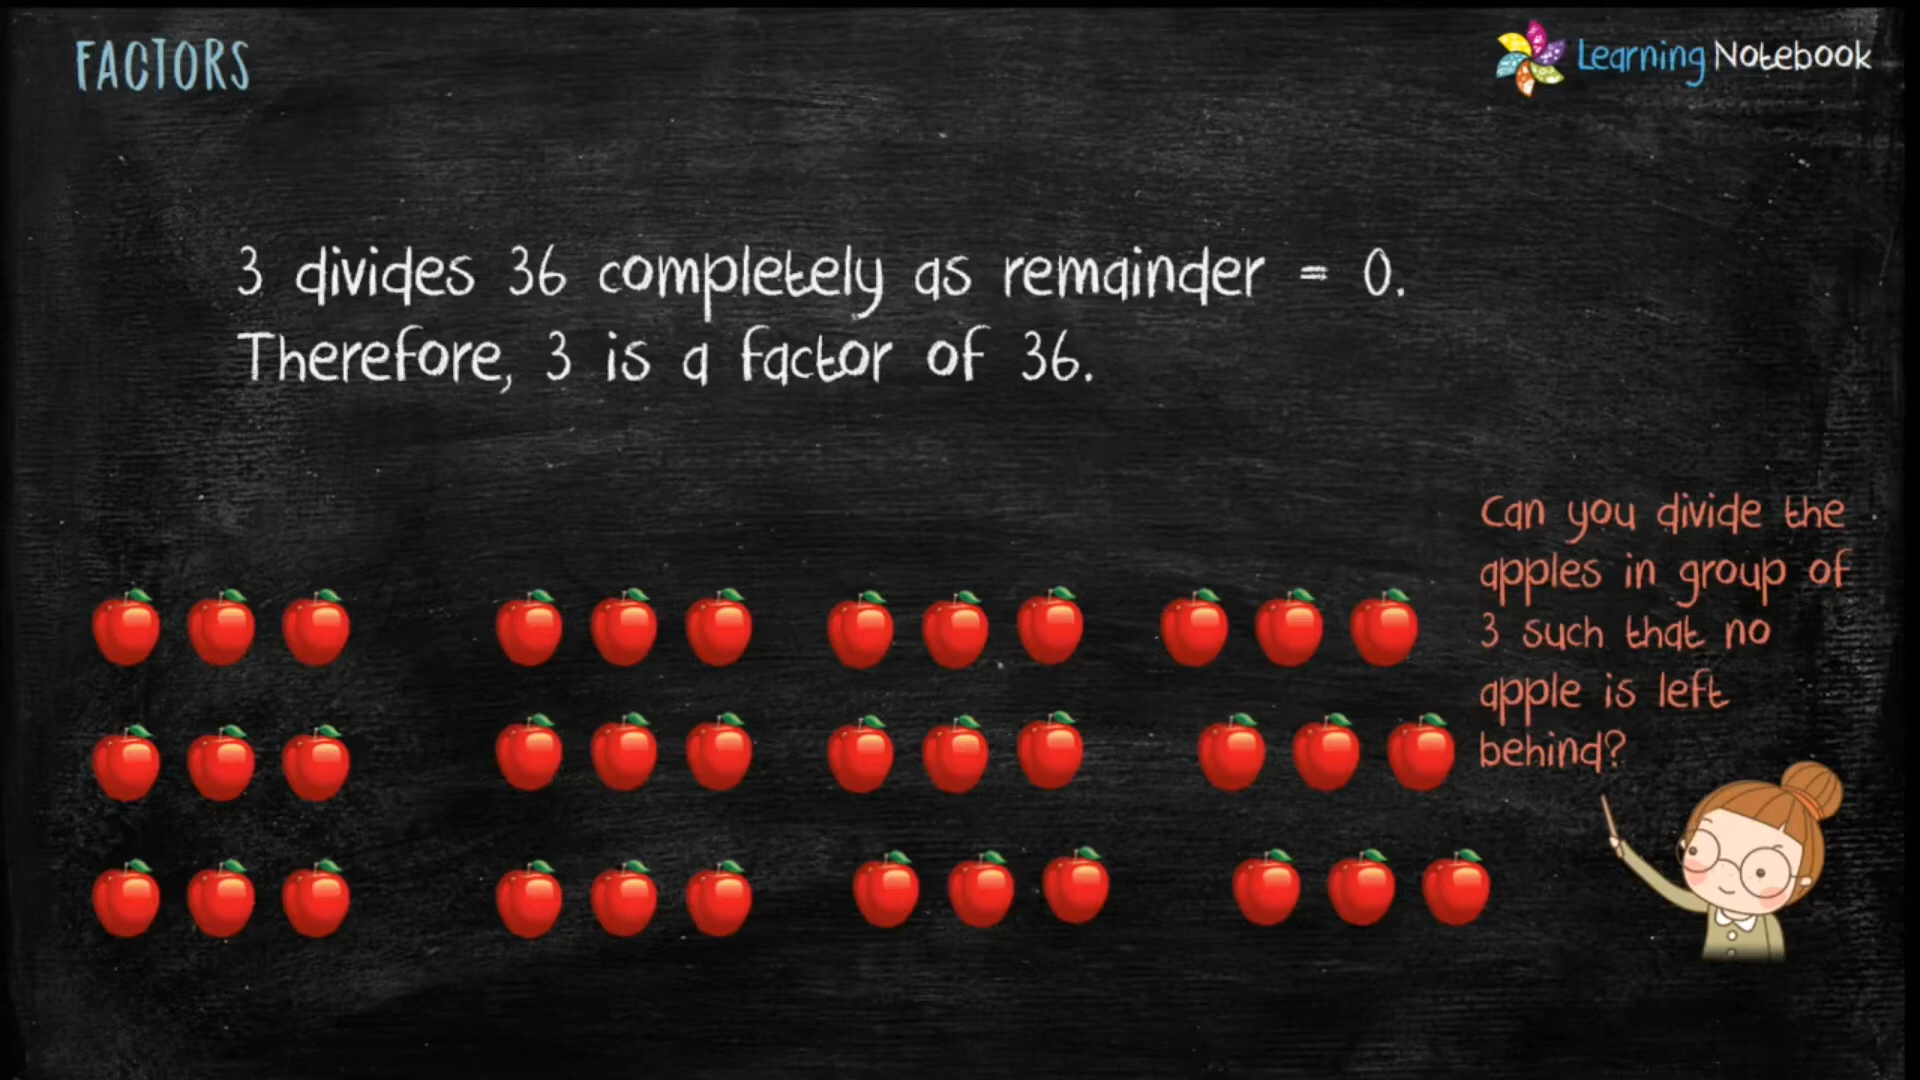 FACTORS
Learning Notebook
3 divides 36 completely as remainder = 0.
Therefore, 3 is a factor of 36.
Can you divide the
apples in group of
3 such that no
apple is left
behind?